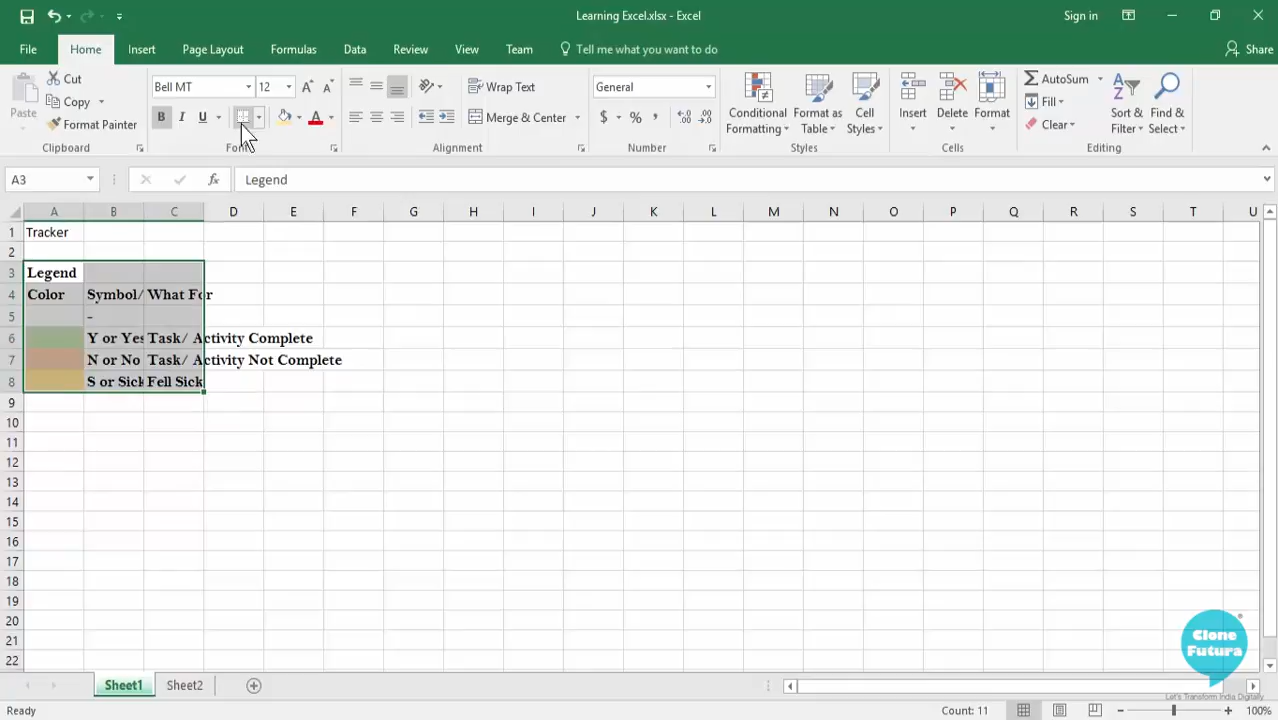 Learning Excel.xlsx - Excel
Sign in
File Home Insert Page Layout Formulas Data Review View Team Tell me what you want to do Share
Paste
Cut
Copy
Format Painter
Clipboard
Bell MT 12
B I U
General
Wrap Text
Merge & Center
Alignment
$ % ,
Number
Conditional Formatting
Format as Table
Cell Styles
Styles
Insert
Delete
Format
Cells
AutoSum
Fill
Clear
Sort & Filter
Find & Select
Editing
A3 fx Legend
A B C D E F G H I J K L M N O P Q R S T U
1 Tracker
2
3 Legend
4 Color Symbol/ What For
5 -
6 Y or Yes Task/ Activity Complete
7 N or No Task/ Activity Not Complete
8 S or Sick Fell Sick
9
10
11
12
13
14
15
16
17
18
19
20
21
22
Clone
Futura
Let's Transform India Digitally
Sheet1 Sheet2
Ready Count: 11 100%